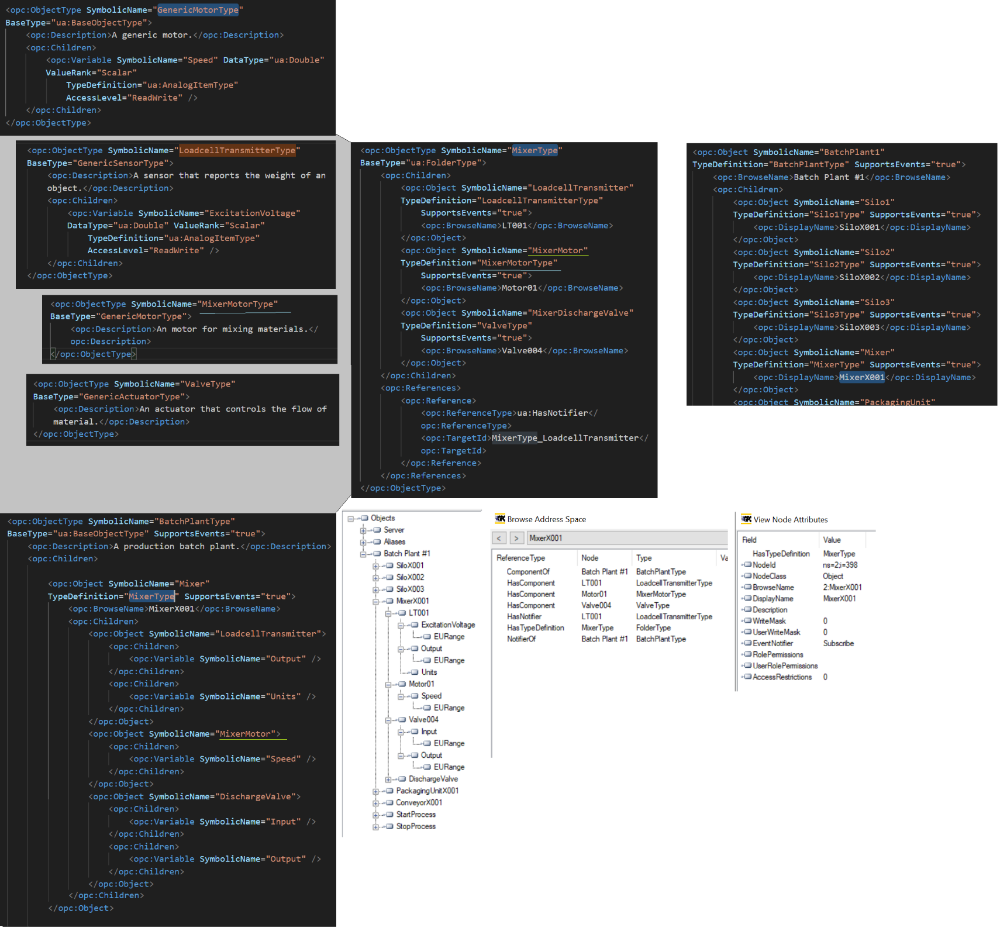 <opc:ObjectType SymbolicName="GenericMotorType"
BaseType="ua:BaseObjectType">
<opc:Description>A generic motor.</opc:Description>
<opc:Children>
<opc:Variable SymbolicName="Speed" DataType="ua:Double"
ValueRank="Scalar"
TypeDefinition="ua:AnalogItemType"
AccessLevel="ReadWrite" />
</opc:Children>
</opc:ObjectType>
<opc:ObjectType SymbolicName="LoadcellTransmitterType"
BaseType="GenericSensorType">
<opc:Description>A sensor that reports the weight of an
object.</opc:Description>
<opc:Children>
<opc:Variable SymbolicName="ExcitationVoltage"
DataType="ua:Double" ValueRank="Scalar"
TypeDefinition="ua:AnalogItemType"
AccessLevel="ReadWrite" />
</opc:Children>
</opc:ObjectType>
<opc:ObjectType SymbolicName="MixerMotorType"
BaseType="GenericMotorType">
<opc:Description>An motor for mixing materials.</
opc:Description>
</opc:ObjectType>
<opc:ObjectType SymbolicName="ValveType"
BaseType="GenericActuatorType">
<opc:Description>An actuator that controls the flow of
material.</opc:Description>
</opc:ObjectType>
<opc:ObjectType SymbolicName="MixerType"
BaseType="ua:FolderType">
<opc:Children>
<opc:Object SymbolicName="LoadcellTransmitter"
TypeDefinition="LoadcellTransmitterType"
SupportsEvents="true">
<opc:BrowseName>LT001</opc:BrowseName>
</opc:Object>
<opc:Object SymbolicName="MixerMotor"
TypeDefinition="MixerMotorType"
SupportsEvents="true">
<opc:BrowseName>Motor01</opc:BrowseName>
</opc:Object>
<opc:Object SymbolicName="MixerDischargeValve"
TypeDefinition="ValveType"
SupportsEvents="true">
<opc:BrowseName>Valve004</opc:BrowseName>
</opc:Object>
</opc:Children>
<opc:References>
<opc:Reference>
<opc:ReferenceType>ua:HasNotifier</
opc:ReferenceType>
<opc:TargetId>MixerType_LoadcellTransmitter</
opc:TargetId>
</opc:Reference>
</opc:References>
</opc:ObjectType>
<opc:Object SymbolicName="BatchPlant1"
TypeDefinition="BatchPlantType" SupportsEvents="true">
<opc:BrowseName>Batch Plant #1</opc:BrowseName>
<opc:Children>
<opc:Object SymbolicName="Silo1"
TypeDefinition="Silo1Type" SupportsEvents="true">
<opc:DisplayName>SiloX001</opc:DisplayName>
</opc:Object>
<opc:Object SymbolicName="Silo2"
TypeDefinition="Silo2Type" SupportsEvents="true">
<opc:DisplayName>SiloX002</opc:DisplayName>
</opc:Object>
<opc:Object SymbolicName="Silo3"
TypeDefinition="Silo3Type" SupportsEvents="true">
<opc:DisplayName>SiloX003</opc:DisplayName>
</opc:Object>
<opc:Object SymbolicName="Mixer"
TypeDefinition="MixerType" SupportsEvents="true">
<opc:DisplayName>MixerX001</opc:DisplayName>
</opc:Object>
<opc:Object SymbolicName="PackagingUnit"
<opc:ObjectType SymbolicName="BatchPlantType"
BaseType="ua:BaseObjectType" SupportsEvents="true">
<opc:Description>A production batch plant.</opc:Description>
<opc:Children>
<opc:Object SymbolicName="Mixer"
TypeDefinition="MixerType" SupportsEvents="true">
<opc:BrowseName>MixerX001</opc:BrowseName>
<opc:Children>
<opc:Object SymbolicName="LoadcellTransmitter">
<opc:Children>
<opc:Variable SymbolicName="Output" />
</opc:Children>
<opc:Children>
<opc:Variable SymbolicName="Units" />
</opc:Children>
</opc:Object>
<opc:Object SymbolicName="MixerMotor">
<opc:Children>
<opc:Variable SymbolicName="Speed" />
</opc:Children>
</opc:Object>
<opc:Object SymbolicName="DischargeValve">
<opc:Children>
<opc:Variable SymbolicName="Input" />
</opc:Children>
<opc:Children>
<opc:Variable SymbolicName="Output" />
</opc:Children>
</opc:Object>
</opc:Children>
</opc:Object>
Objects
Server
Aliases
Batch Plant #1
SiloX001
SiloX002
SiloX003
MixerX001
LT001
ExcitationVoltage
EURange
Output
EURange
Units
Motor01
Speed
EURange
Valve004
Input
EURange
Output
EURange
DischargeValve
PackagingUnitX001
ConveyorX001
StartProcess
StopProcess
Browse Address Space
< > MixerX001
ReferenceType Node Type Va
ComponentOf Batch Plant #1 BatchPlantType
HasComponent LT001 LoadcellTransmitterType
HasComponent Motor01 MixerMotorType
HasComponent Valve004 ValveType
HasNotifier LT001 LoadcellTransmitterType
HasTypeDefinition MixerType FolderType
NotifierOf Batch Plant #1 BatchPlantType
View Node Attributes
Field Value
HasTypeDefinition MixerType
NodeId ns=2;i=398
NodeClass Object
BrowseName 2:MixerX001
DisplayName MixerX001
Description
WriteMask 0
UserWriteMask 0
EventNotifier Subscribe
RolePermissions
UserRolePermissions
AccessRestrictions 0